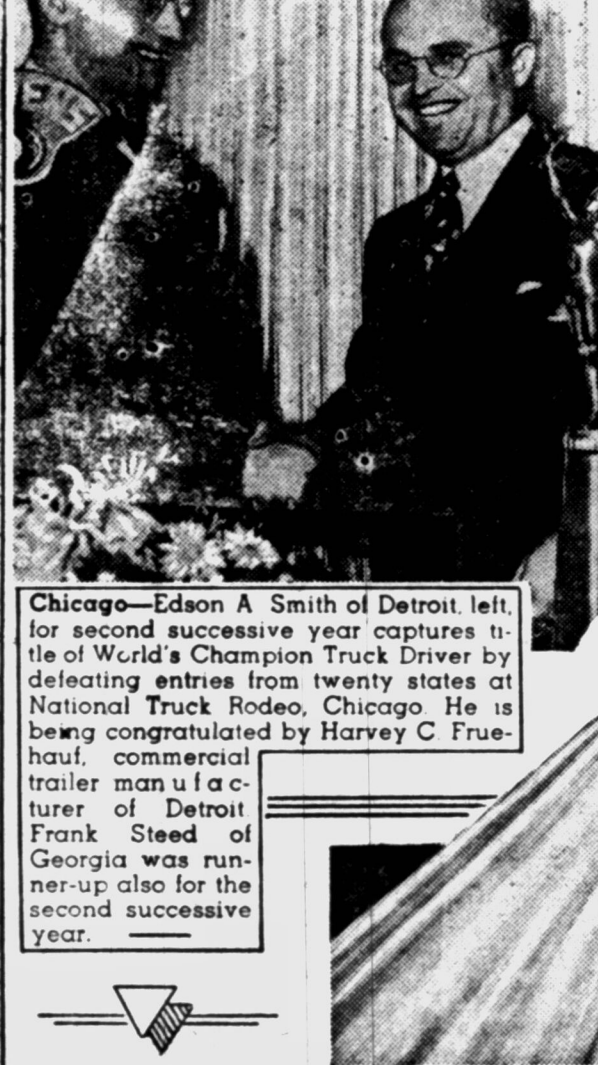 Chicago—Edson A Smith of Detroit, left,
for second successive year captures ti-
tle of World's Champion Truck Driver by
defeating entries from twenty states at
National Truck Rodeo, Chicago. He is
being congratulated by Harvey C. Frue-
hauf, commercial
trailer manufac-
turer of Detroit.
Frank Steed of
Georgia was run-
ner-up also for the
second successive
year.